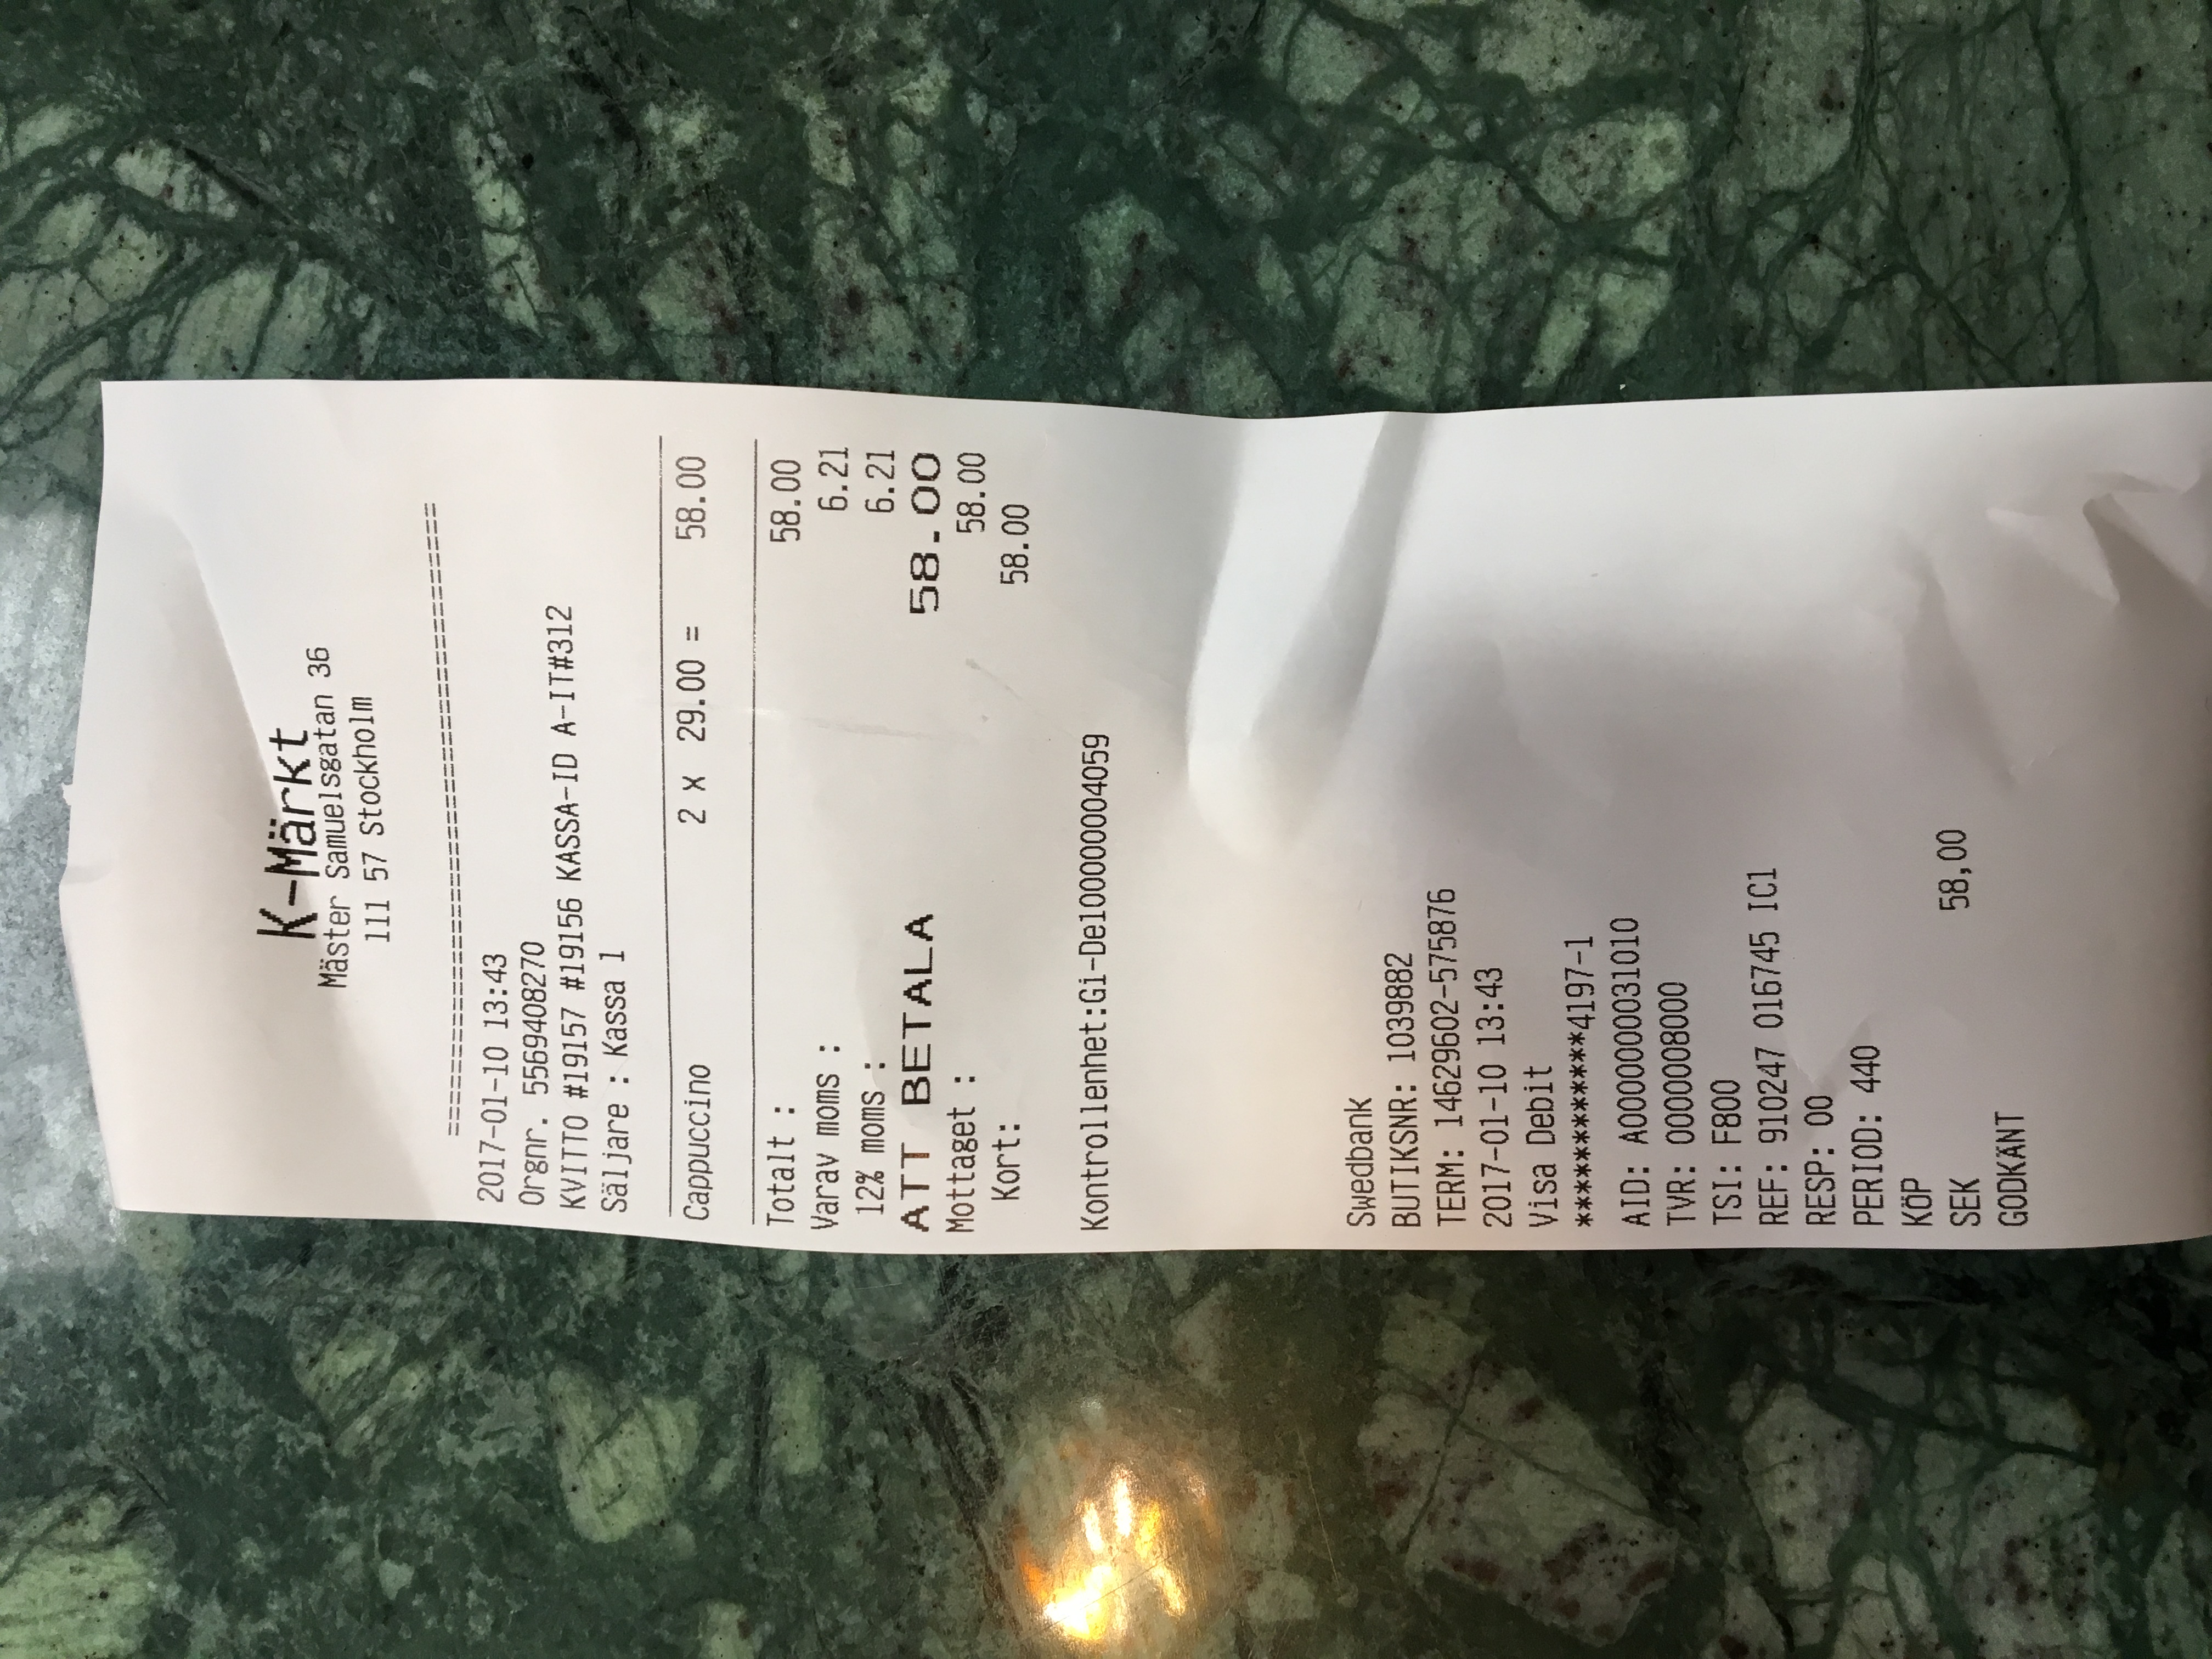 K-Märkt
Mäster Samuelsgatan 36
111 57 Stockholm
=========================================
2017-01-10 13:43
Orgnr. 5569408270
KVITTO #19157 #19156 KASSA-ID A-IT#312
Säljare : Kassa 1
Cappuccino 2 x 29.00 = 58.00
Totalt : 58.00
Varav moms : 6.21
12% moms : 6.21
ATT BETALA 58.00
Mottaget : 58.00
Kort: 58.00
Kontrollenhet:Gi-De100000004059
Swedbank
BUTIKSNR: 1039882
TERM: 14629602-575876
2017-01-10 13:43
Visa Debit
************4197-1
AID: A0000000031010
TVR: 0000008000
TSI: F800
REF: 910247 016745 IC1
RESP: 00
PERIOD: 440
KÖP
SEK 58,00
GODKÄNT